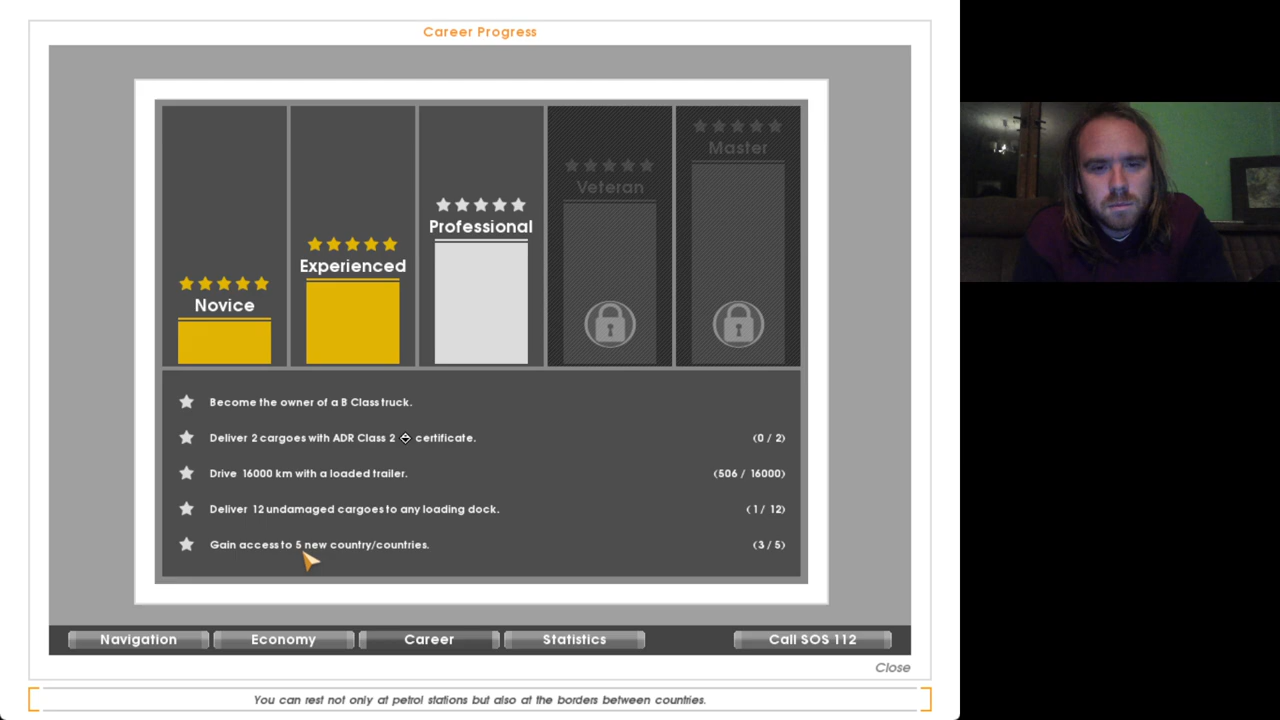 Career Progress
Master
Veteran
Professional
Experienced
Novice
Become the owner of a B Class truck.
Deliver 2 cargoes with ADR Class 2 certificate. (0 / 2)
Drive 16000 km with a loaded trailer. (506 / 16000)
Deliver 12 undamaged cargoes to any loading dock. (1 / 12)
Gain access to 5 new country/countries. (3 / 5)
Navigation Economy Career Statistics Call SOS 112
Close
You can rest not only at petrol stations but also at the borders between countries.